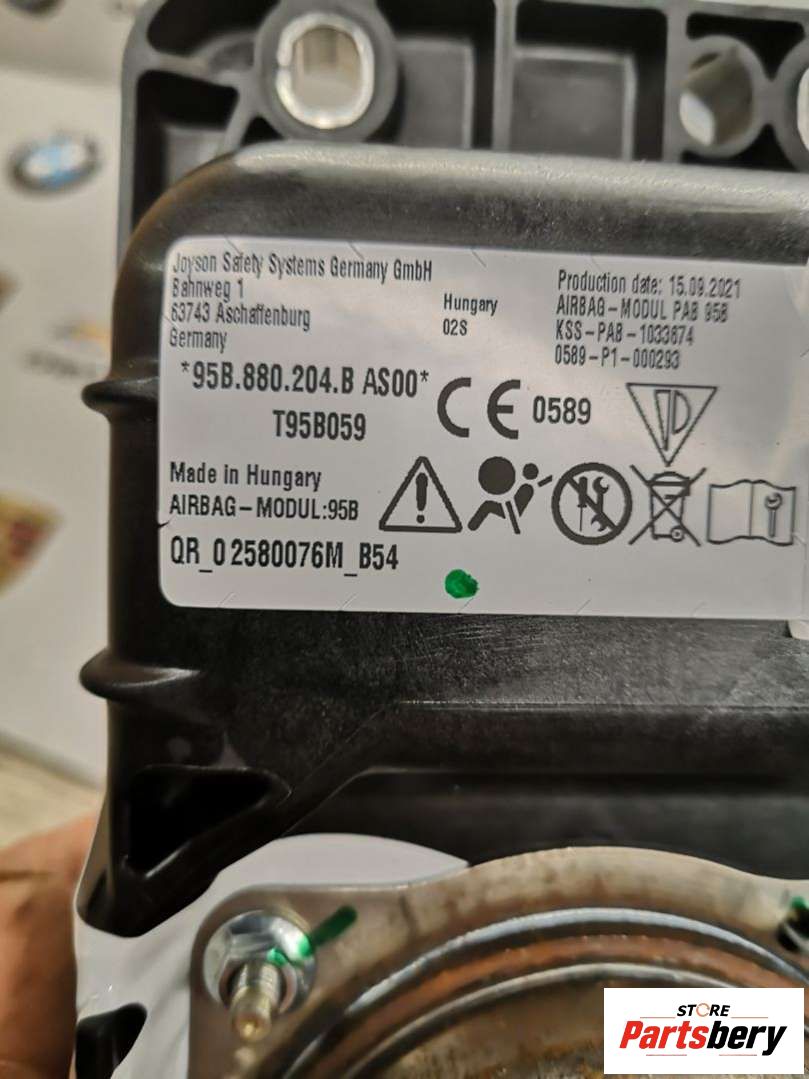 Joyson Safety Systems Germany GmbH
Bahnweg 1
63743 Aschaffenburg
Germany
Hungary
02S
Production date: 15.09.2021
AIRBAG-MODUL PAB 95B
KSS-PAB-1033674
0589-P1-000293
*95B.880.204.B AS00*
T95B059
CE 0589
Made in Hungary
AIRBAG-MODUL:95B
QR_02580076M_B54
STORE
Partsbery